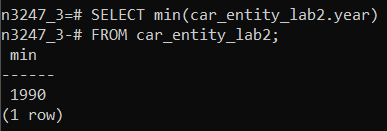 n3247_3=# SELECT min(car_entity_lab2.year)
n3247_3-# FROM car_entity_lab2;
 min
------
 1990
(1 row)